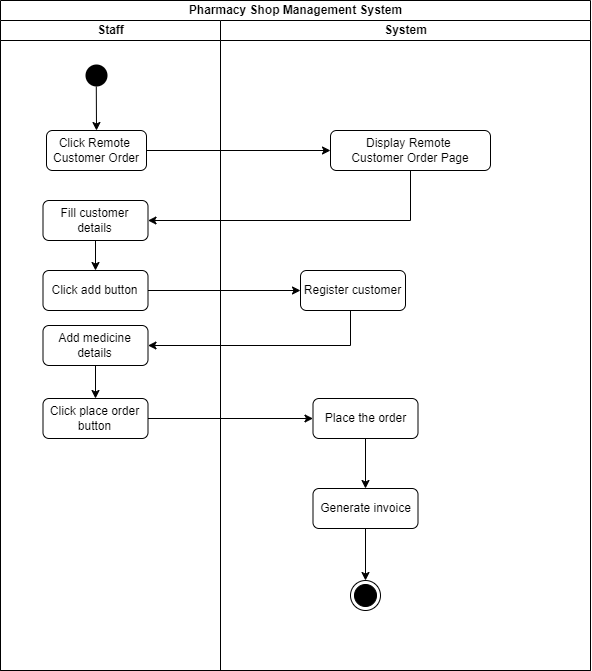 Pharmacy Shop Management System
Staff
System
Click Remote
Customer Order
Display Remote
Customer Order Page
Fill customer
details
Click add button
Register customer
Add medicine
details
Click place order
button
Place the order
Generate invoice